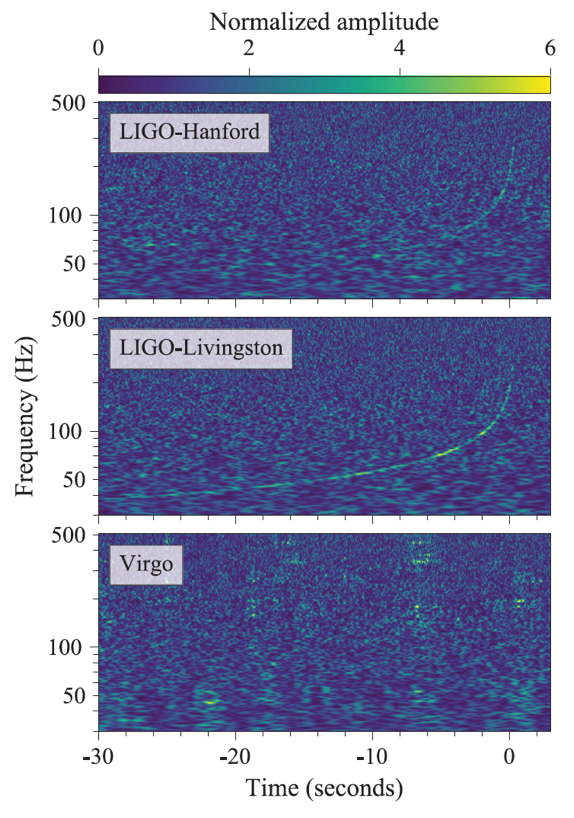 Normalized amplitude
0 2 4 6
500
LIGO-Hanford
100
50
500
LIGO-Livingston
Frequency (Hz)
100
50
500
Virgo
100
50
-30 -20 -10 0
Time (seconds)